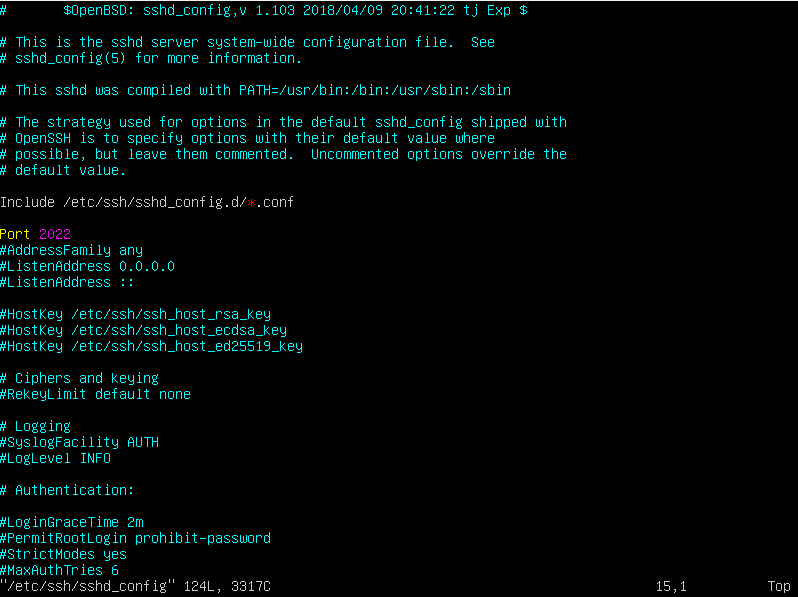 #       $OpenBSD: sshd_config,v 1.103 2018/04/09 20:41:22 tj Exp $
# This is the sshd server system-wide configuration file.  See
# sshd_config(5) for more information.
# This sshd was compiled with PATH=/usr/bin:/bin:/usr/sbin:/sbin
# The strategy used for options in the default sshd_config shipped with
# OpenSSH is to specify options with their default value where
# possible, but leave them commented.  Uncommented options override the
# default value.
Include /etc/ssh/sshd_config.d/*.conf
Port 2022
#AddressFamily any
#ListenAddress 0.0.0.0
#ListenAddress ::
#HostKey /etc/ssh/ssh_host_rsa_key
#HostKey /etc/ssh/ssh_host_ecdsa_key
#HostKey /etc/ssh/ssh_host_ed25519_key
# Ciphers and keying
#RekeyLimit default none
# Logging
#SyslogFacility AUTH
#LogLevel INFO
# Authentication:
#LoginGraceTime 2m
#PermitRootLogin prohibit-password
#StrictModes yes
#MaxAuthTries 6
"/etc/ssh/sshd_config" 124L, 3317C 15,1 Top